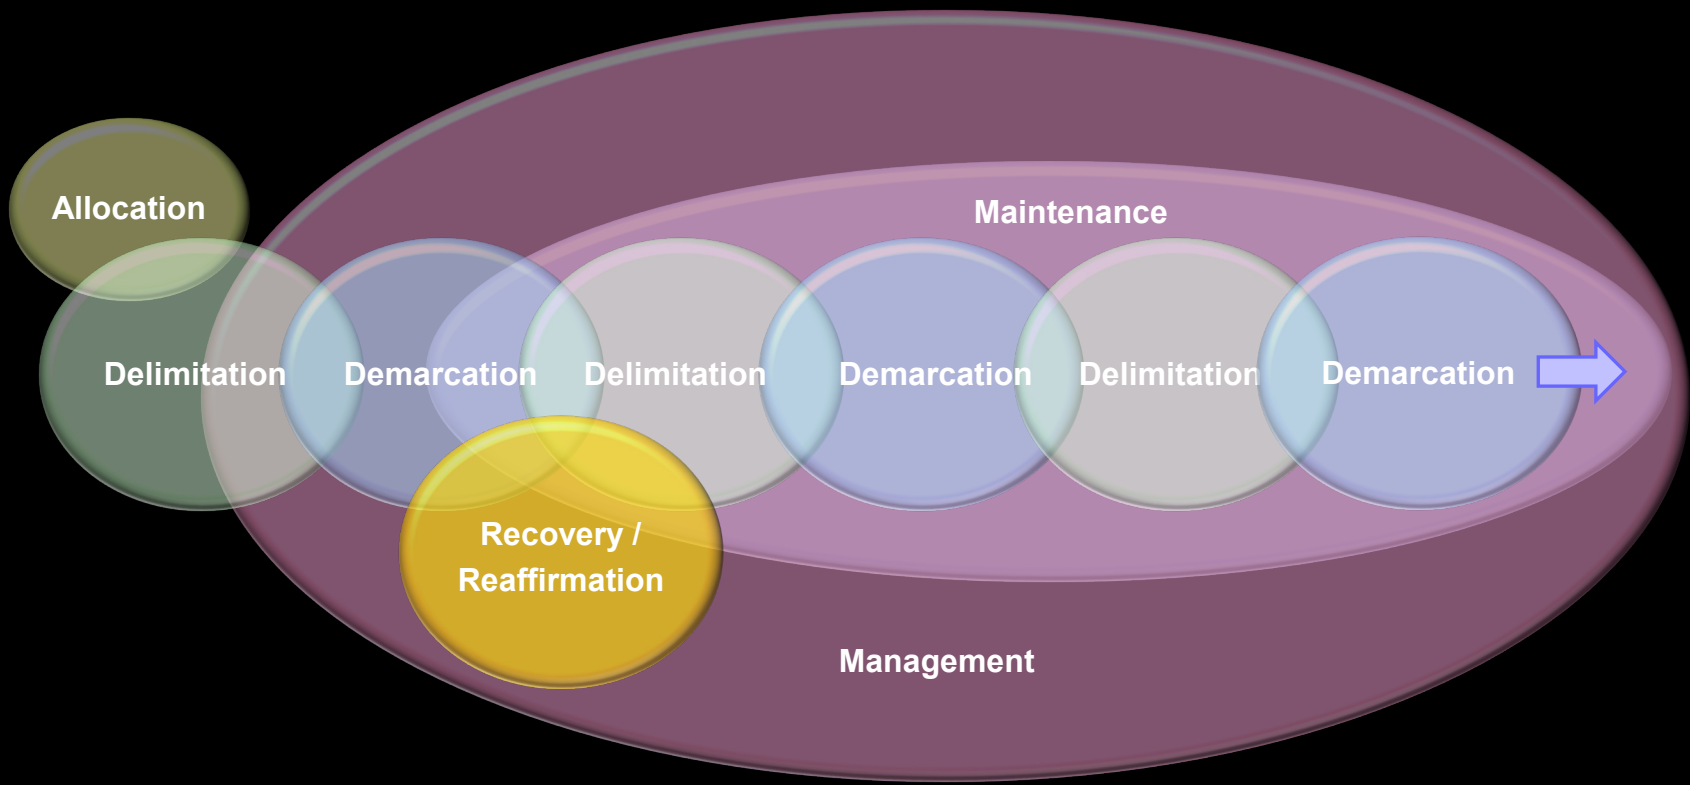 Allocation
Maintenance
Delimitation
Demarcation
Delimitation
Demarcation
Delimitation
Demarcation
Recovery /
Reaffirmation
Management